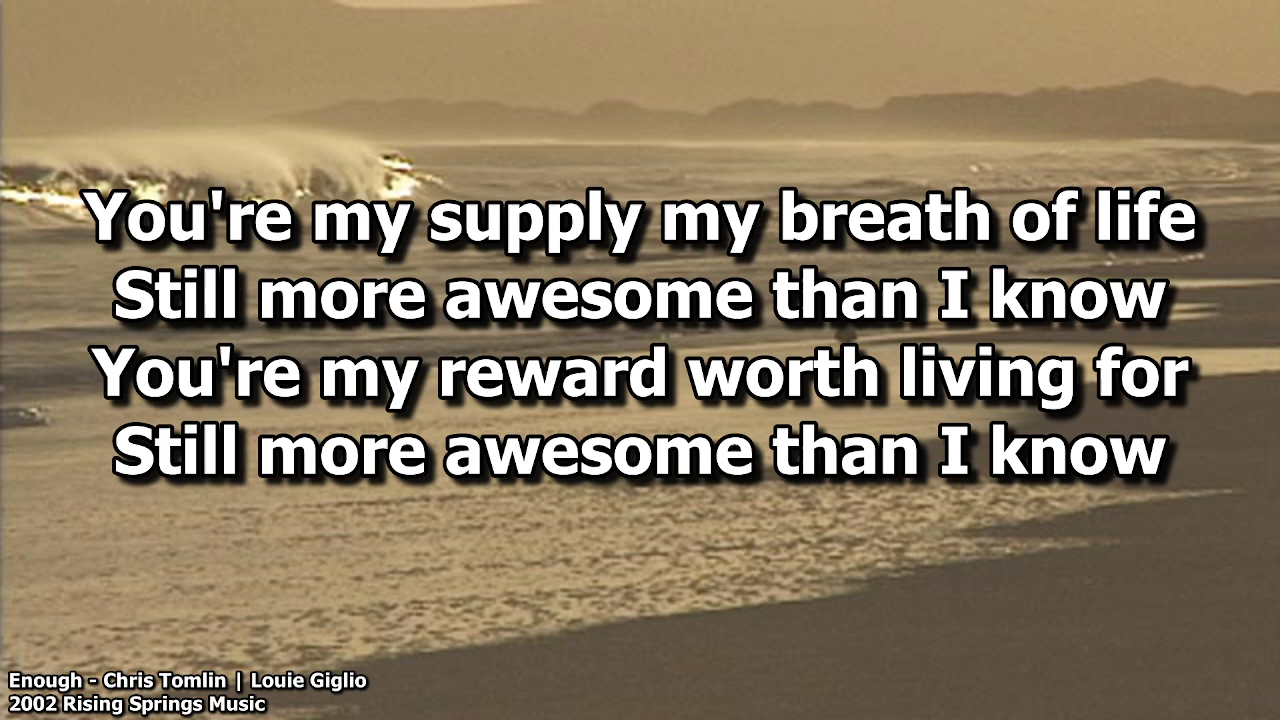 You're my supply my breath of life
Still more awesome than I know
You're my reward worth living for
Still more awesome than I know
Enough - Chris Tomlin | Louie Giglio
2002 Rising Springs Music